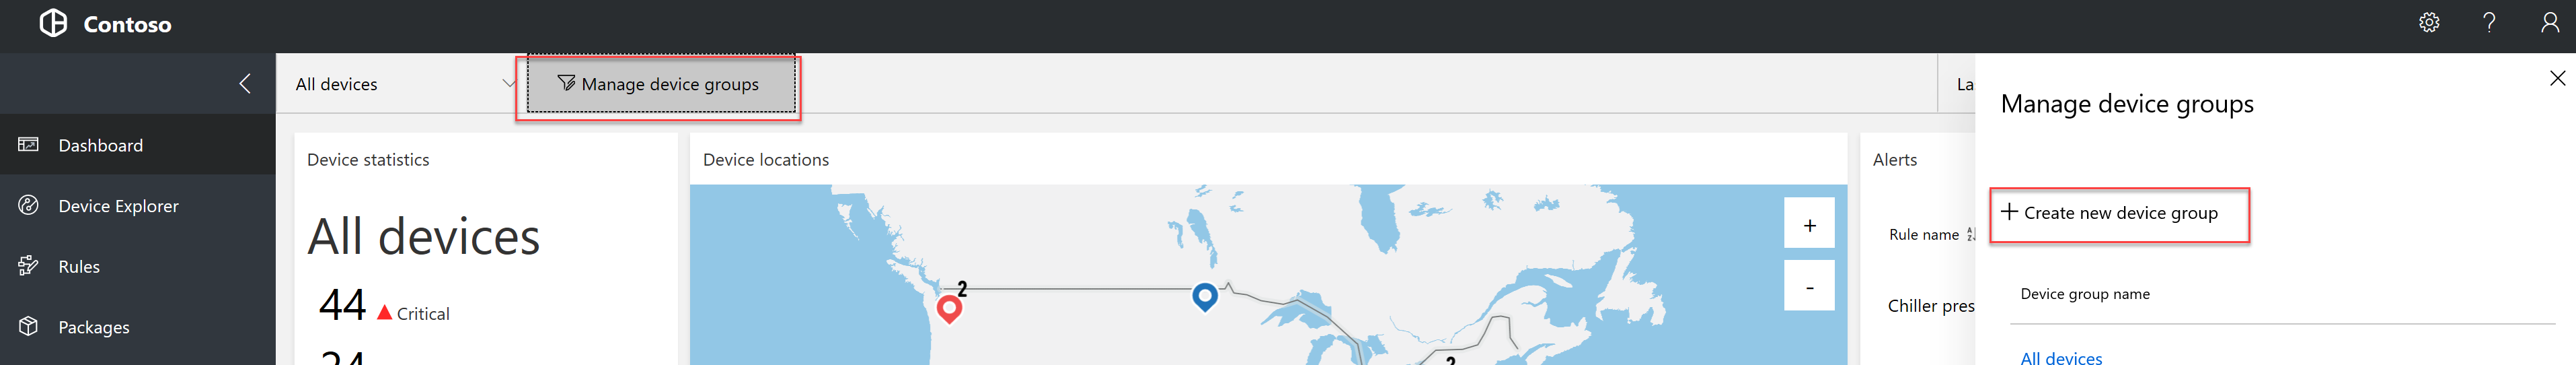 Contoso
All devices
Manage device groups
La
Dashboard
Device Explorer
Rules
Packages
Device statistics
All devices
44 Critical
Device locations
2
+
-
2
Alerts
Rule name
Chiller pres
Manage device groups
+ Create new device group
Device group name
All devices